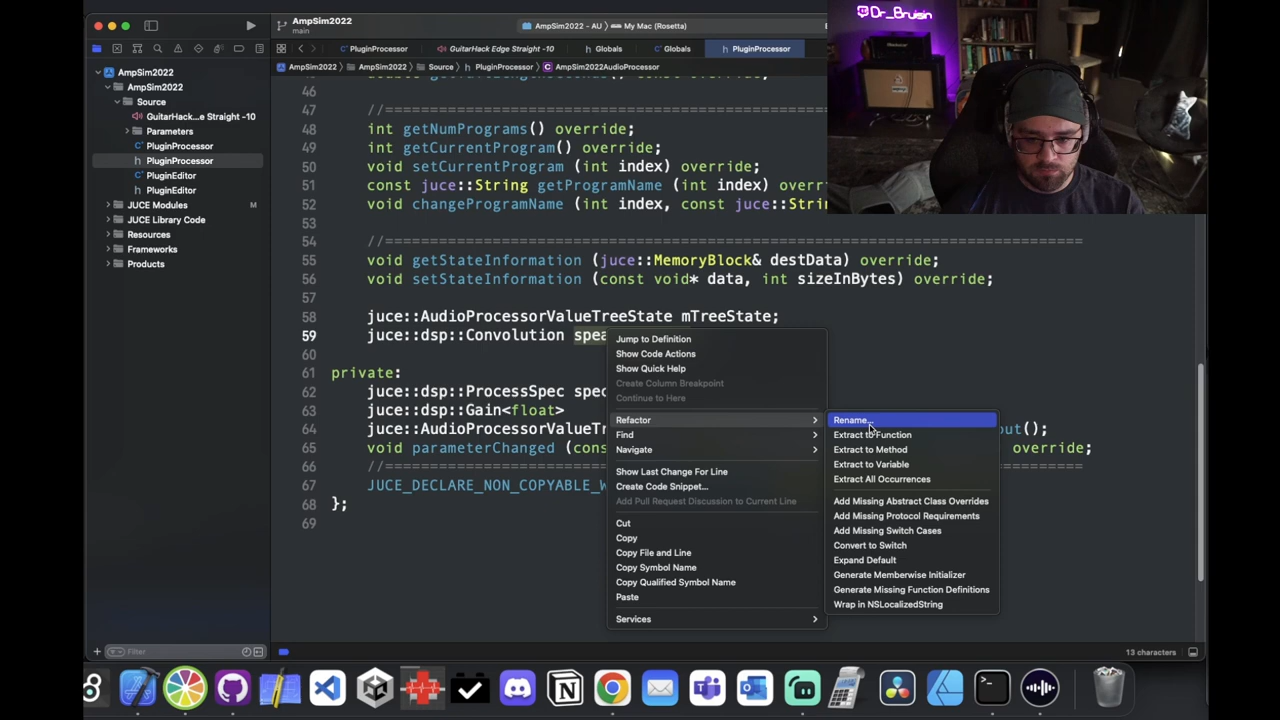 @Dr_Bruisin
AmpSim2022
main
AmpSim2022 - AU
My Mac (Rosetta)
PluginProcessor
GuitarHack Edge Straight -10
Globals
Globals
PluginProcessor
AmpSim2022
AmpSim2022
Source
PluginProcessor
AmpSim2022AudioProcessor
AmpSim2022
AmpSim2022
Source
GuitarHack...e Straight -10
Parameters
PluginProcessor
PluginProcessor
PluginEditor
PluginEditor
JUCE Modules M
JUCE Library Code
Resources
Frameworks
Products
Filter
46
47 //==============================================
48 int getNumPrograms() override;
49 int getCurrentProgram() override;
50 void setCurrentProgram (int index) override;
51 const juce::String getProgramName (int index) overr
52 void changeProgramName (int index, const juce::Strin
53
54 //==============================================================================
55 void getStateInformation (juce::MemoryBlock& destData) override;
56 void setStateInformation (const void* data, int sizeInBytes) override;
57
58 juce::AudioProcessorValueTreeState mTreeState;
59 juce::dsp::Convolution spea
60
61 private:
62 juce::dsp::ProcessSpec spec
63 juce::dsp::Gain<float>
64 juce::AudioProcessorValueTr out();
65 void parameterChanged (cons override;
66 //==============================================================================
67 JUCE_DECLARE_NON_COPYABLE_W
68 };
69
Jump to Definition
Show Code Actions
Show Quick Help
Create Column Breakpoint
Continue to Here
Refactor
Find
Navigate
Show Last Change For Line
Create Code Snippet...
Add Pull Request Discussion to Current Line
Cut
Copy
Copy File and Line
Copy Symbol Name
Copy Qualified Symbol Name
Paste
Services
Rename...
Extract to Function
Extract to Method
Extract to Variable
Extract All Occurrences
Add Missing Abstract Class Overrides
Add Missing Protocol Requirements
Add Missing Switch Cases
Convert to Switch
Expand Default
Generate Memberwise Initializer
Generate Missing Function Definitions
Wrap in NSLocalizedString
13 characters